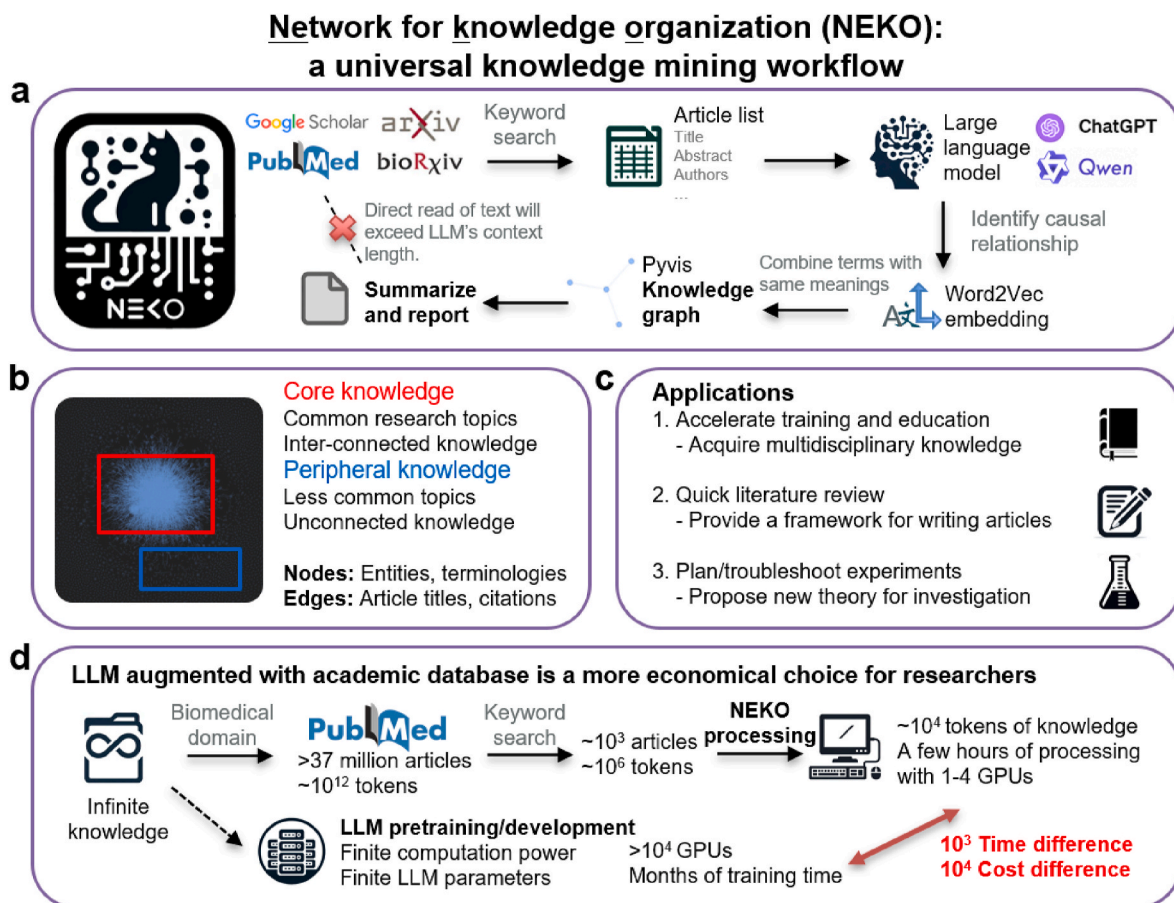 Network for knowledge organization (NEKO):
a universal knowledge mining workflow
a
NEKO
Google Scholar
arXiv
PubMed
bioRxiv
Keyword
search
Article list
Title
Abstract
Authors
...
Large
language
model
ChatGPT
Qwen
Direct read of text will
exceed LLM's context
length.
Identify causal
relationship
Summarize
and report
Pyvis
Knowledge
graph
Combine terms with
same meanings
A文
Word2Vec
embedding
b
Core knowledge
Common research topics
Inter-connected knowledge
Peripheral knowledge
Less common topics
Unconnected knowledge
Nodes: Entities, terminologies
Edges: Article titles, citations
c
Applications
1. Accelerate training and education
- Acquire multidisciplinary knowledge
2. Quick literature review
- Provide a framework for writing articles
3. Plan/troubleshoot experiments
- Propose new theory for investigation
d
LLM augmented with academic database is a more economical choice for researchers
Infinite
knowledge
Biomedical
domain
PubMed
>37 million articles
~10¹² tokens
Keyword
search
~10³ articles
~10⁶ tokens
NEKO
processing
~10⁴ tokens of knowledge
A few hours of processing
with 1-4 GPUs
LLM pretraining/development
Finite computation power
Finite LLM parameters
>10⁴ GPUs
Months of training time
10³ Time difference
10⁴ Cost difference